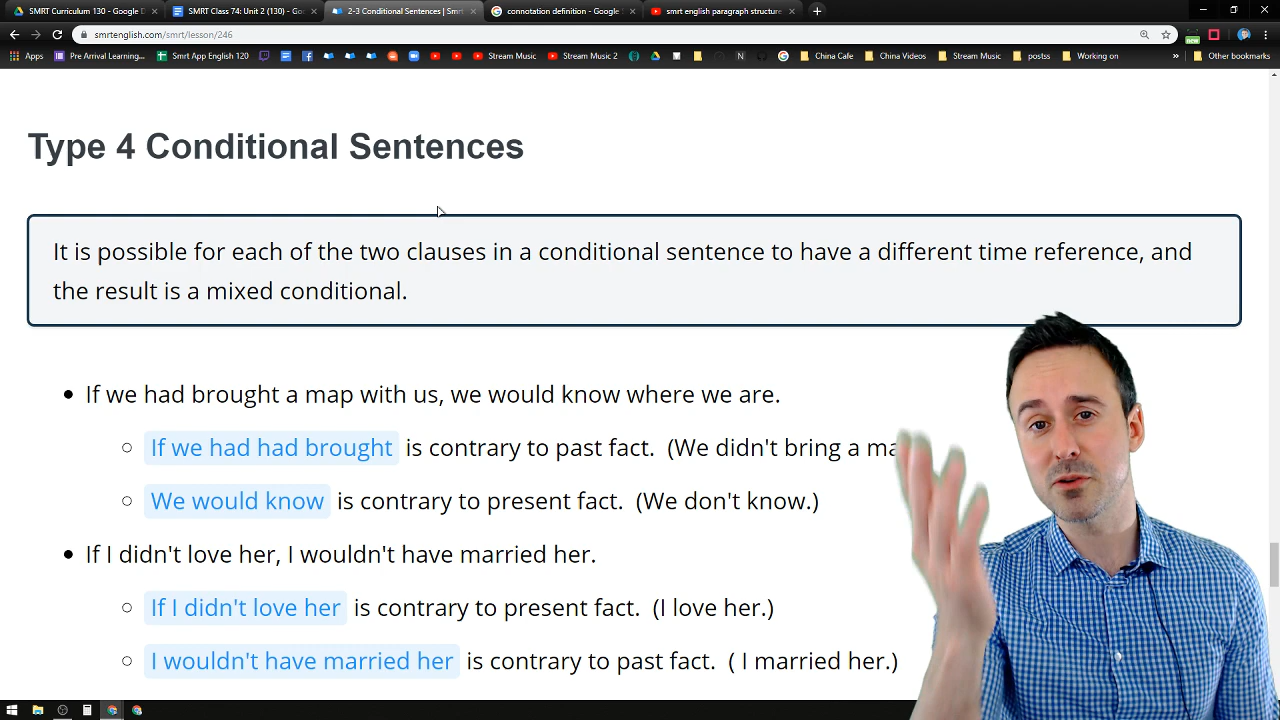 SMRT Curriculum 130 - Google D
SMRT Class 74: Unit 2 (130) - Go
2-3 Conditional Sentences | Smrt
connotation definition - Google S
smrt english paragraph structure
smrtenglish.com/smrt/lesson/246
Apps
Pre Arrival Learning...
Smrt App English 120
Stream Music
Stream Music 2
China Cafe
China Videos
Stream Music
postss
Working on
Other bookmarks
Type 4 Conditional Sentences
It is possible for each of the two clauses in a conditional sentence to have a different time reference, and
the result is a mixed conditional.
If we had brought a map with us, we would know where we are.
If we had had brought is contrary to past fact. (We didn't bring a ma
We would know is contrary to present fact. (We don't know.)
If I didn't love her, I wouldn't have married her.
If I didn't love her is contrary to present fact. (I love her.)
I wouldn't have married her is contrary to past fact. ( I married her.)